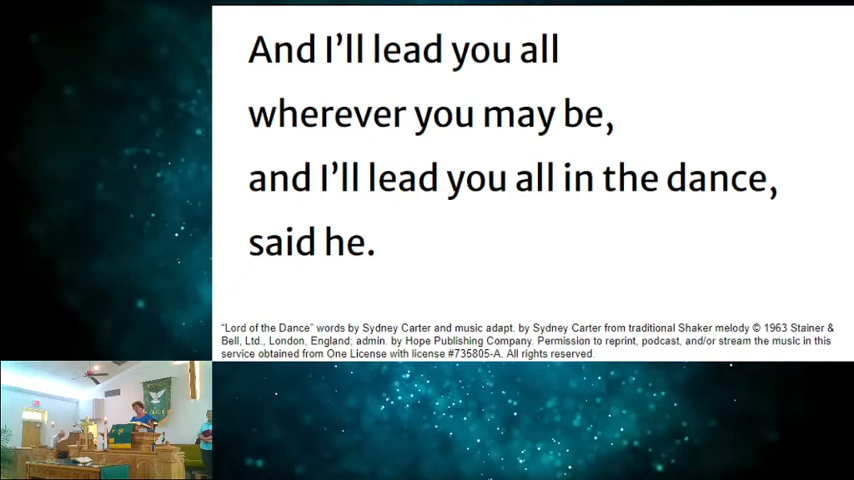 And I’ll lead you all
wherever you may be,
and I’ll lead you all in the dance,
said he.
“Lord of the Dance” words by Sydney Carter and music adapt. by Sydney Carter from traditional Shaker melody © 1963 Stainer &
Bell, Ltd., London, England; admin. by Hope Publishing Company. Permission to reprint, podcast, and/or stream the music in this
service obtained from One License with license #735805-A. All rights reserved.